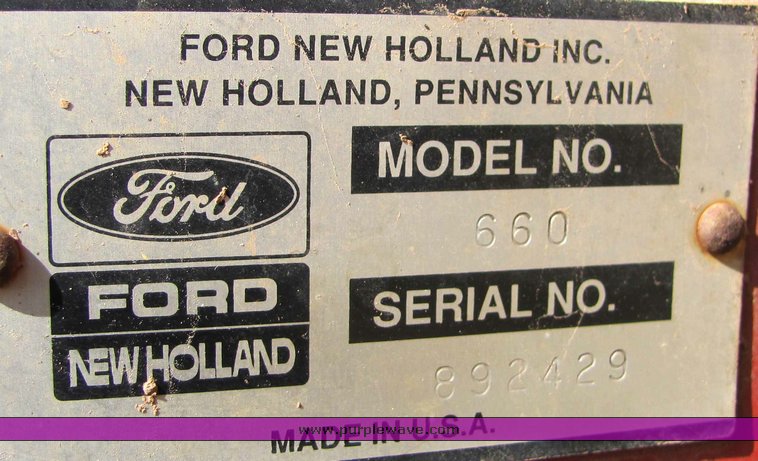 FORD NEW HOLLAND INC.
NEW HOLLAND, PENNSYLVANIA
Ford
FORD
NEW HOLLAND
MODEL NO.
660
SERIAL NO.
892429
www.purplewave.com
MADE IN U.S.A.